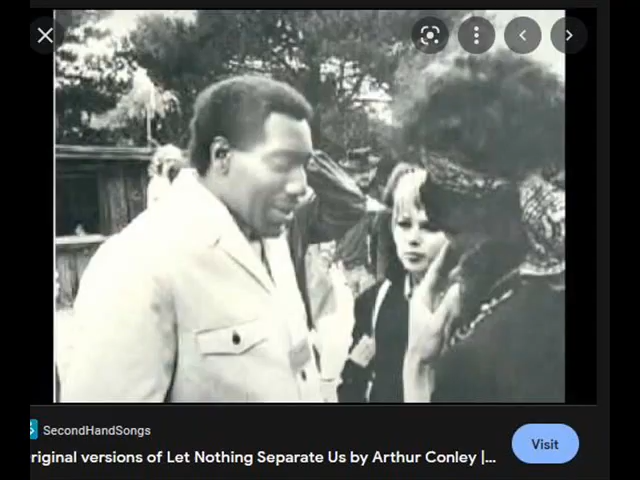 SecondHandSongs
riginal versions of Let Nothing Separate Us by Arthur Conley |...
Visit